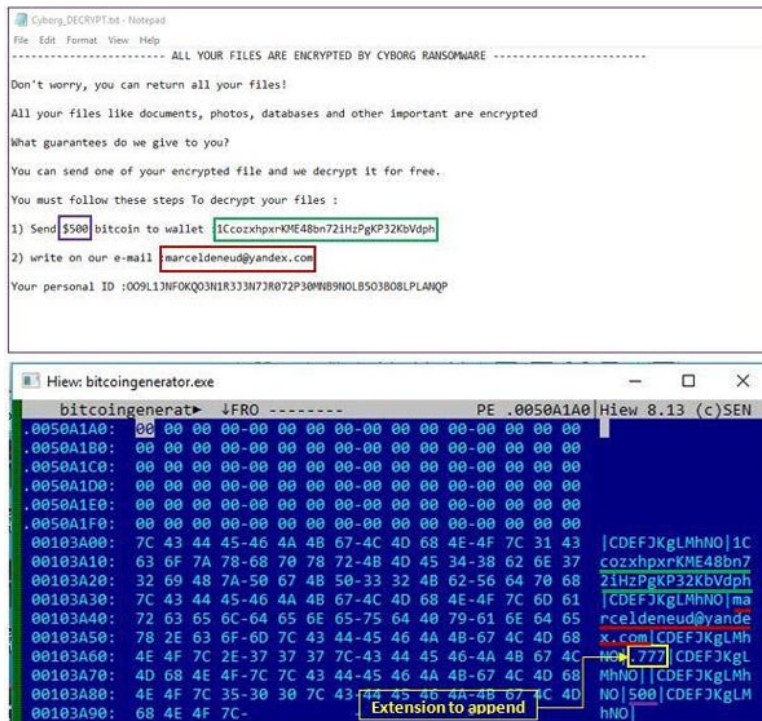 Cyborg_DECRYPT.txt - Notepad
File Edit Format View Help
----------------------- ALL YOUR FILES ARE ENCRYPTED BY CYBORG RANSOMWARE -----------------------
Don't worry, you can return all your files!
All your files like documents, photos, databases and other important are encrypted
What guarantees do we give to you?
You can send one of your encrypted file and we decrypt it for free.
You must follow these steps To decrypt your files :
1) Send $500 bitcoin to wallet :1CcozxhpxrKME48bn72iHzPgKP32KbVdph
2) write on our e-mail :marceldeneud@yandex.com
Your personal ID :
Hiew: bitcoingenerator.exe
bitcoingenerat► ↓FRO -------- PE .0050A1A0 Hiew 8.13 (c)SEN
.0050A1A0: 00 00 00 00-00 00 00 00-00 00 00 00-00 00 00 00
.0050A1B0: 00 00 00 00-00 00 00 00-00 00 00 00-00 00 00 00
.0050A1C0: 00 00 00 00-00 00 00 00-00 00 00 00-00 00 00 00
.0050A1D0: 00 00 00 00-00 00 00 00-00 00 00 00-00 00 00 00
.0050A1E0: 00 00 00 00-00 00 00 00-00 00 00 00-00 00 00 00
.0050A1F0: 00 00 00 00-00 00 00 00-00 00 00 00-00 00 00 00
00103A00: 7C 43 44 45-46 4A 4B 67-4C 4D 68 4E-4F 7C 31 43 |CDEFJKgLMhNO|1C
00103A10: 63 6F 7A 78-68 70 78 72-4B 4D 45 34-38 62 6E 37 cozxhpxrKME48bn7
00103A20: 32 69 48 7A-50 67 4B 50-33 32 4B 62-56 64 70 68 2iHzPgKP32KbVdph
00103A30: 7C 43 44 45-46 4A 4B 67-4C 4D 68 4E-4F 7C 6D 61 |CDEFJKgLMhNO|ma
00103A40: 72 63 65 6C-64 65 6E 65-75 64 40 79-61 6E 64 65 rceldeneud@yande
00103A50: 78 2E 63 6F-6D 7C 43 44-45 46 4A 4B-67 4C 4D 68 x.com|CDEFJKgLMh
00103A60: 4E 4F 7C 2E-37 37 37 7C-43 44 45 46-4A 4B 67 4C NO|.777|CDEFJKgL
00103A70: 4D 68 4E 4F-7C 7C 43 44-45 46 4A 4B-67 4C 4D 68 MhNO||CDEFJKgLMh
00103A80: 4E 4F 7C 35-30 30 7C 43-44 45 46 4A-4B 67 4C 4D NO|500|CDEFJKgLM
00103A90: 68 4E 4F 7C- hNO|
Extension to append